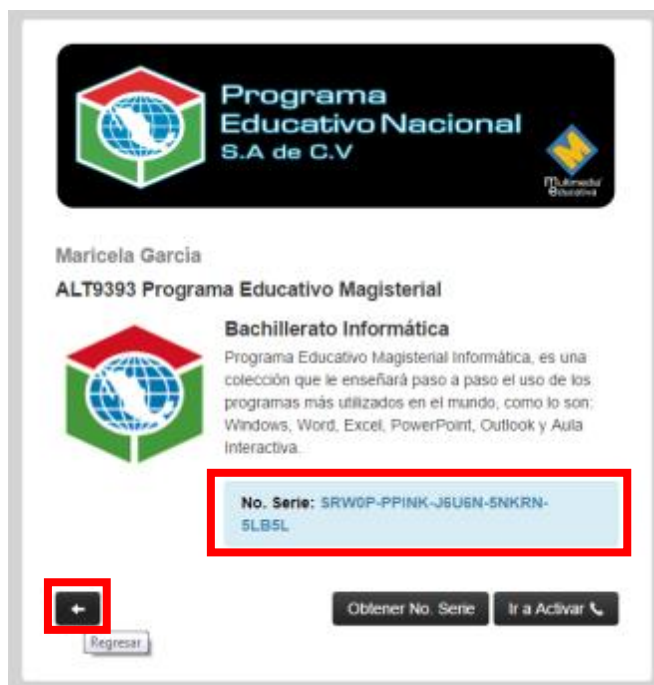 Programa
Educativo Nacional
S.A de C.V
Multimedia
Educativa
Maricela Garcia
ALT9393 Programa Educativo Magisterial
Bachillerato Informática
Programa Educativo Magisterial Informática, es una
colección que le enseñará paso a paso el uso de los
programas más utilizados en el mundo, como lo son:
Windows, Word, Excel, PowerPoint, Outlook y Aula
Interactiva.
No. Serie: SRW0P-PPINK-J6U6N-5NKRN-
5LB5L
Obtener No. Serie
Ir a Activar
Regresar